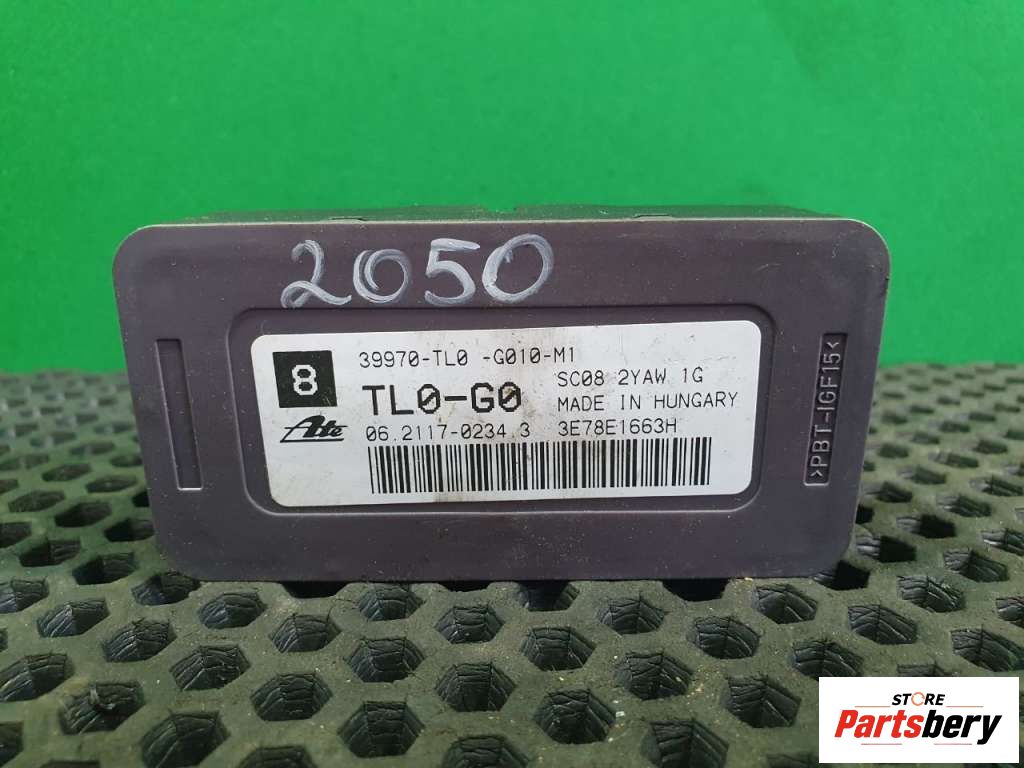 2050
8
39970-TL0 -G010-M1
TL0-G0
SC08 2YAW 1G
MADE IN HUNGARY
Ate
06.2117-0234.3 3E78E1663H
>PBT-IGF15<
STORE
Partsbery